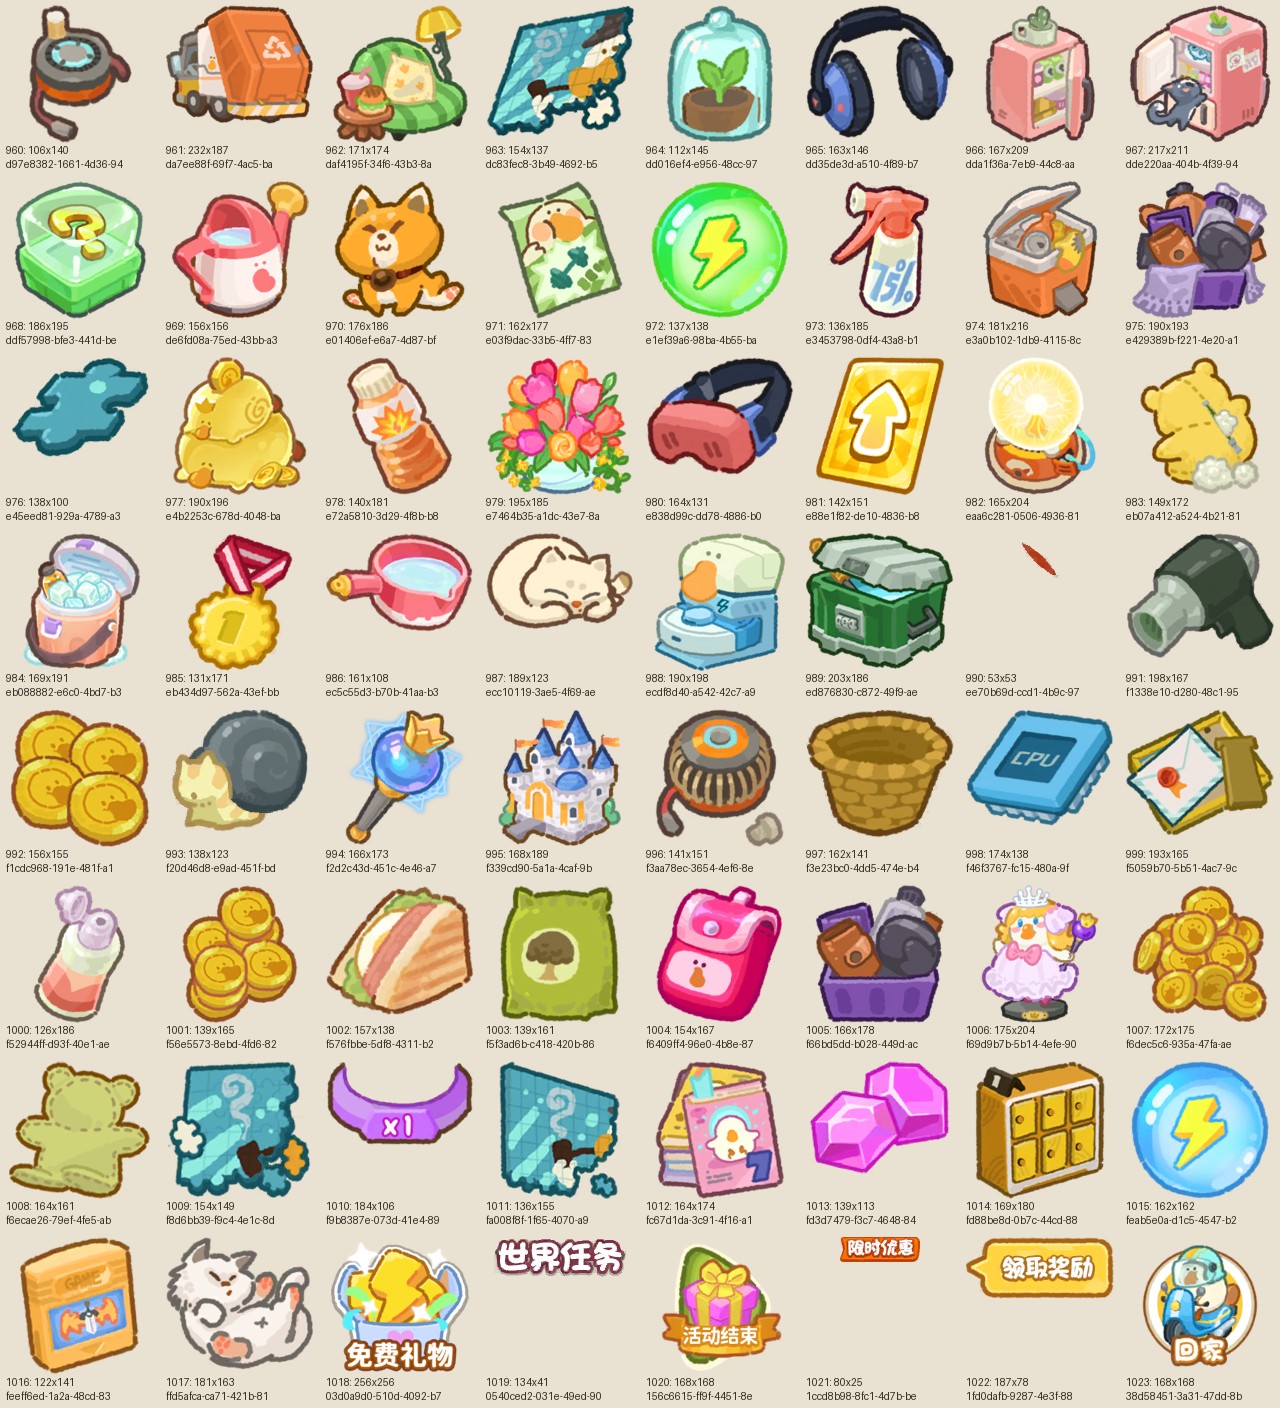 960: 106x140
d97e8382-1661-4d36-94
961: 232x187
da7ee88f-69f7-4ac5-ba
962: 171x174
daf4195f-34f6-43b3-8a
963: 154x137
dc83fec8-3b49-4692-b5
964: 112x145
dd016ef4-e956-48cc-97
965: 163x146
dd35de3d-a510-4f89-b7
966: 167x209
dda1f36a-7eb9-44c8-aa
967: 217x211
dde220aa-404b-4f39-94
75%
968: 186x195
ddf57998-bfe3-441d-be
969: 156x156
de6fd08a-75ed-43bb-a3
970: 176x186
e01406ef-e6a7-4d87-bf
971: 162x177
e03f9dac-33b5-4ff7-83
972: 137x138
e1ef39a6-98ba-4b55-ba
973: 136x185
e3453798-0df4-43a8-b1
974: 181x216
e3a0b102-1db9-4115-8c
975: 190x193
e429389b-f221-4e20-a1
976: 138x100
e45eed81-929a-4789-a3
977: 190x196
e4b2253c-678d-4048-ba
978: 140x181
e72a5810-3d29-4f8b-b8
979: 195x185
e7464b35-a1dc-43e7-8a
980: 164x131
e838d99c-dd78-4886-b0
981: 142x151
e88e1f82-de10-4836-b8
982: 165x204
eaa6c281-0506-4936-81
983: 149x172
eb07a412-a524-4b21-81
1
984: 169x191
eb088882-e6c0-4bd7-b3
985: 131x171
eb434d97-562a-43ef-bb
986: 161x108
ec5c55d3-b70b-41aa-b3
987: 189x123
ecc10119-3ae5-4f69-ae
988: 190x198
ecdf8d40-a542-42c7-a9
989: 203x186
ed876830-c872-49f9-ae
990: 53x53
ee70b69d-ccd1-4b9c-97
991: 198x167
f1338e10-d280-48c1-95
CPU
992: 156x155
f1cdc968-191e-481f-a1
993: 138x123
f20d46d8-e9ad-451f-bd
994: 166x173
f2d2c43d-451c-4e46-a7
995: 168x189
f339cd90-5a1a-4caf-9b
996: 141x151
f3aa78ec-3654-4ef6-8e
997: 162x141
f3e23bc0-4dd5-474e-b4
998: 174x138
f46f3767-fc15-480a-9f
999: 193x165
f5059b70-5b51-4ac7-9c
1000: 126x186
f52944ff-d93f-40e1-ae
1001: 139x165
f56e5573-8ebd-4fd6-82
1002: 157x138
f576fbbe-5df8-4311-b2
1003: 139x161
f5f3ad6b-c418-420b-86
1004: 154x167
f6409ff4-96e0-4b8e-87
1005: 166x178
f66bd5dd-b028-449d-ac
1006: 175x204
f69d9b7b-5b14-4efe-90
1007: 172x175
f6dec5c6-935a-47fa-ae
x1
7
1008: 164x161
f6ecae26-79ef-4fe5-ab
1009: 154x149
f8d6bb39-f9c4-4e1c-8d
1010: 184x106
f9b8387e-073d-41e4-89
1011: 136x155
fa008f8f-1f65-4070-a9
1012: 164x174
fc67d1da-3c91-4f16-a1
1013: 139x113
fd3d7479-f3c7-4648-84
1014: 169x180
fd88be8d-0b7c-44cd-88
1015: 162x162
feab5e0a-d1c5-4547-b2
GAME
免费礼物
世界任务
活动结束
限时优惠
领取奖励
回家
1016: 122x141
feeff6ed-1a2a-48cd-83
1017: 181x163
ffd5afca-ca71-421b-81
1018: 256x256
03d0a9d0-510d-4092-b7
1019: 134x41
0540ced2-031e-49ed-90
1020: 168x168
156c6615-ff9f-4451-8e
1021: 80x25
1ccd8b98-8fc1-4d7b-be
1022: 187x78
1fd0dafb-9287-4e3f-88
1023: 168x168
38d58451-3a31-47dd-8b